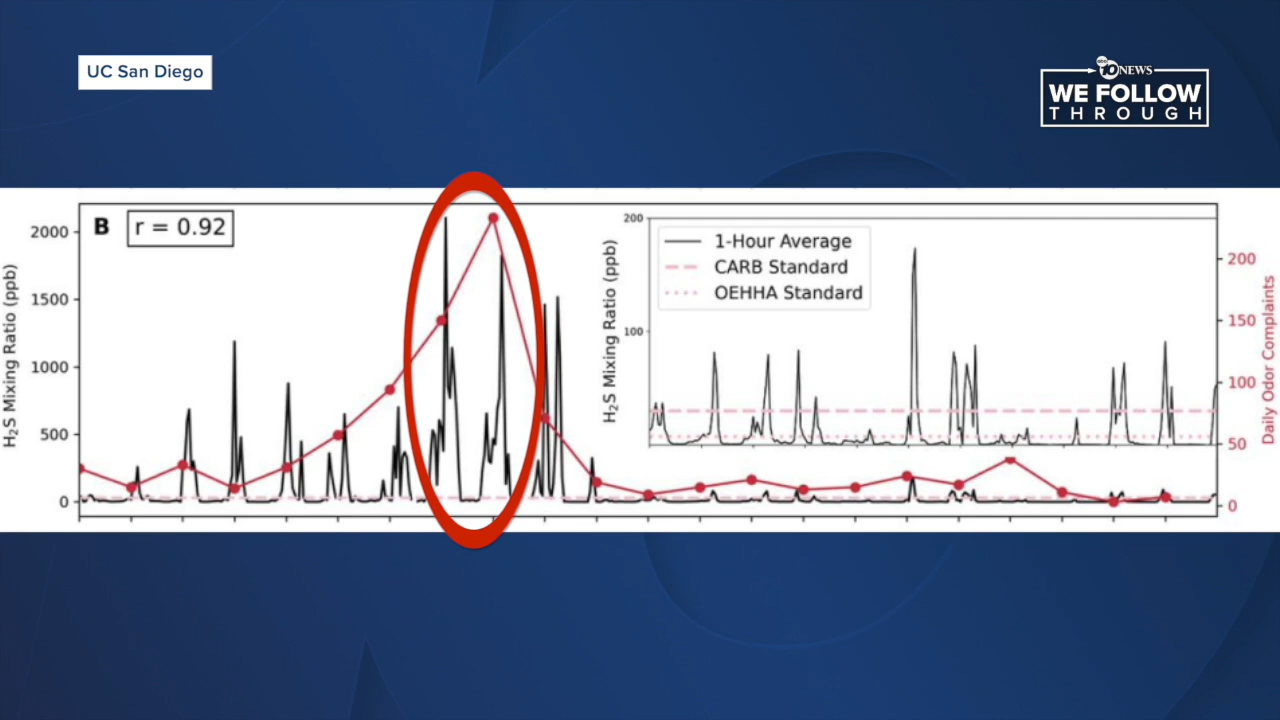 UC San Diego
abc 10 NEWS
WE FOLLOW
THROUGH
B
r = 0.92
H₂S Mixing Ratio (ppb)
2000
1500
1000
500
0
H₂S Mixing Ratio (ppb)
200
100
1-Hour Average
CARB Standard
OEHHA Standard
200
150
100
50
0
Daily Odor Complaints